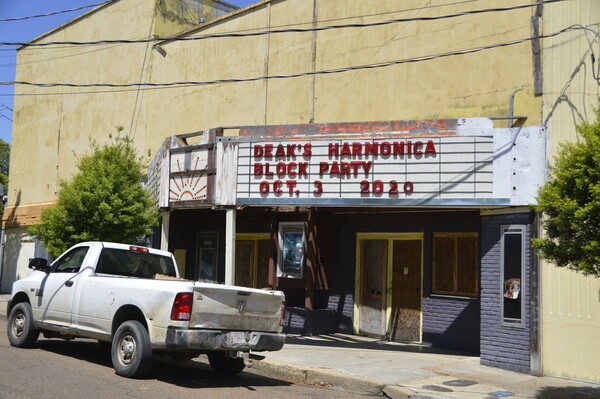 DEAK'S HARMONICA
BLOCK PARTY
OCT, 3 2020